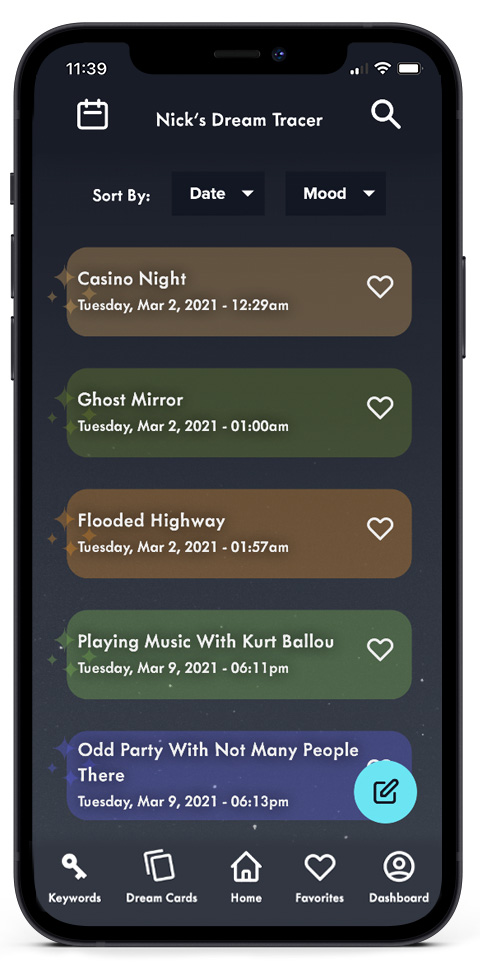 11:39
Nick's Dream Tracer
Sort By: Date Mood
Casino Night
Tuesday, Mar 2, 2021 - 12:29am
Ghost Mirror
Tuesday, Mar 2, 2021 - 01:00am
Flooded Highway
Tuesday, Mar 2, 2021 - 01:57am
Playing Music With Kurt Ballou
Tuesday, Mar 9, 2021 - 06:11pm
Odd Party With Not Many People
There
Tuesday, Mar 9, 2021 - 06:13pm
Keywords Dream Cards Home Favorites Dashboard